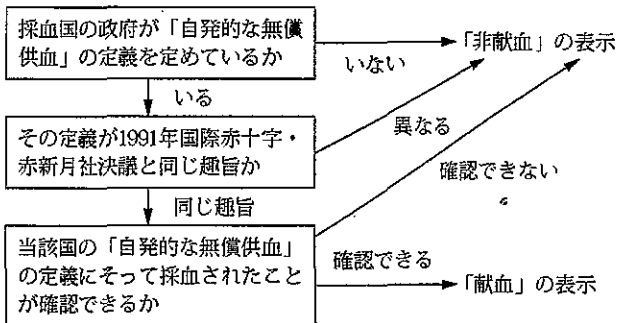 採血国の政府が「自発的な無償
供血」の定義を定めているか
いない
「非献血」の表示
いる
その定義が1991年国際赤十字・
赤新月社決議と同じ趣旨か
異なる
確認できない
同じ趣旨
当該国の「自発的な無償供血」
の定義にそって採血されたこと
が確認できるか
確認できる
「献血」の表示